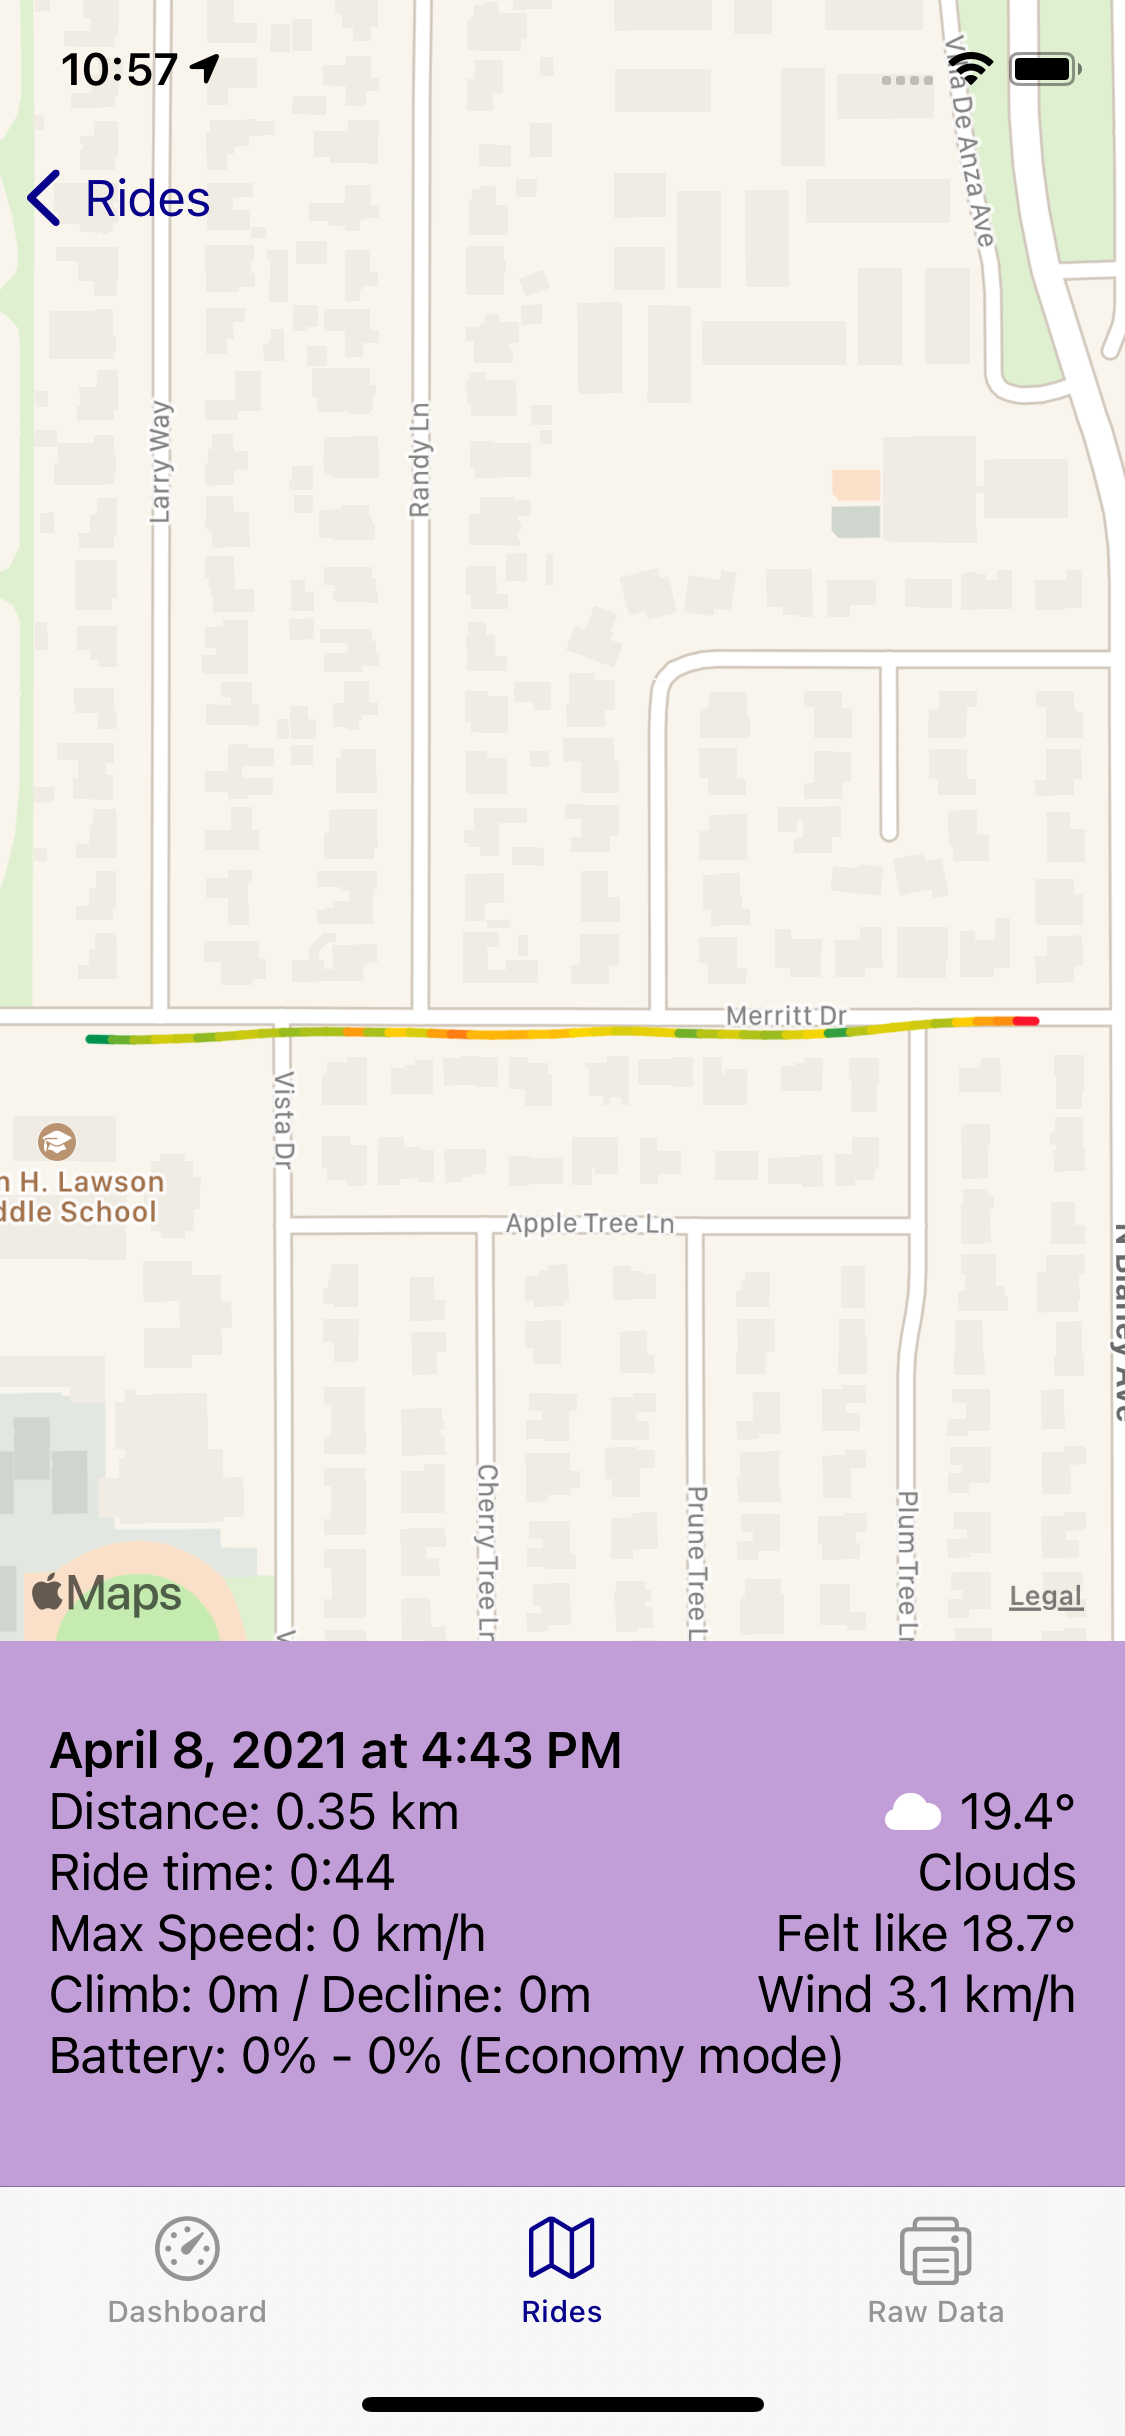 10:57
Rides
Villa De Anza Ave
Larry Way
Randy Ln
Merritt Dr
Vista Dr
H. Lawson
School
Apple Tree Ln
N Blaney Ave
Cherry Tree Ln
Prune Tree L
Plum Tree Ln
Maps
Legal
April 8, 2021 at 4:43 PM
Distance: 0.35 km
19.4°
Ride time: 0:44
Clouds
Max Speed: 0 km/h
Felt like 18.7°
Climb: 0m / Decline: 0m
Wind 3.1 km/h
Battery: 0% - 0% (Economy mode)
Dashboard
Rides
Raw Data